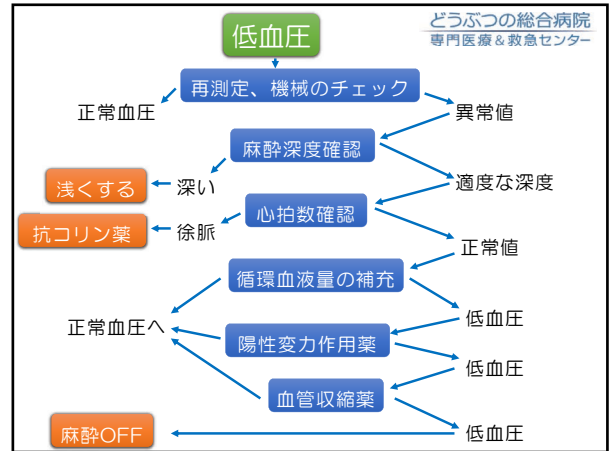 どうぶつの総合病院
専門医療&救急センター
低血圧
再測定、機械のチェック
正常血圧
異常値
麻酔深度確認
浅くする
深い
適度な深度
心拍数確認
抗コリン薬
徐脈
正常値
循環血液量の補充
正常血圧へ
低血圧
陽性変力作用薬
低血圧
血管収縮薬
麻酔OFF
低血圧